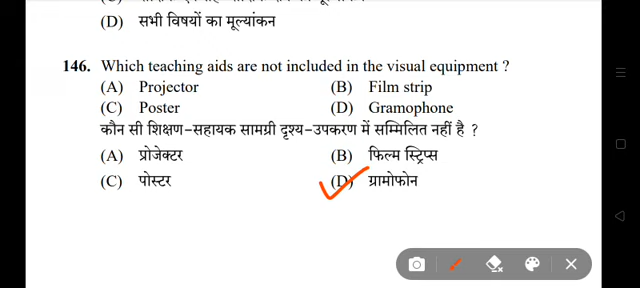 (D) सभी विषयों का मूल्यांकन
146. Which teaching aids are not included in the visual equipment ?
(A) Projector (B) Film strip
(C) Poster (D) Gramophone
कौन सी शिक्षण-सहायक सामग्री दृश्य-उपकरण में सम्मिलित नहीं है ?
(A) प्रोजेक्टर (B) फिल्म स्ट्रिप्स
(C) पोस्टर (D) ग्रामोफोन